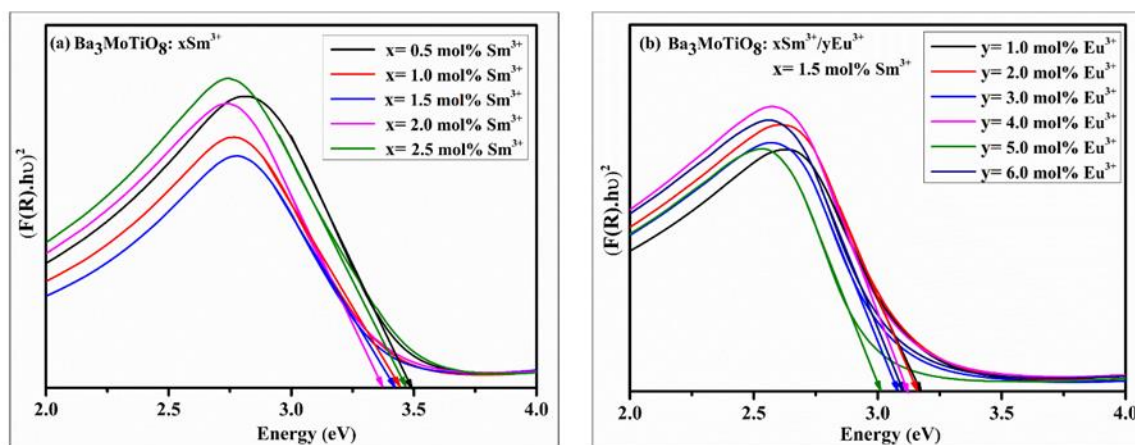 (a) Ba₃MoTiO₈: xSm³⁺
x= 0.5 mol% Sm³⁺
x= 1.0 mol% Sm³⁺
x= 1.5 mol% Sm³⁺
x= 2.0 mol% Sm³⁺
x= 2.5 mol% Sm³⁺
(F(R).hυ)²
2.0 2.5 3.0 3.5 4.0
Energy (eV)
(b) Ba₃MoTiO₈: xSm³⁺/yEu³⁺
x= 1.5 mol% Sm³⁺
y= 1.0 mol% Eu³⁺
y= 2.0 mol% Eu³⁺
y= 3.0 mol% Eu³⁺
y= 4.0 mol% Eu³⁺
y= 5.0 mol% Eu³⁺
y= 6.0 mol% Eu³⁺
(F(R).hυ)²
2.0 2.5 3.0 3.5 4.0
Energy (eV)